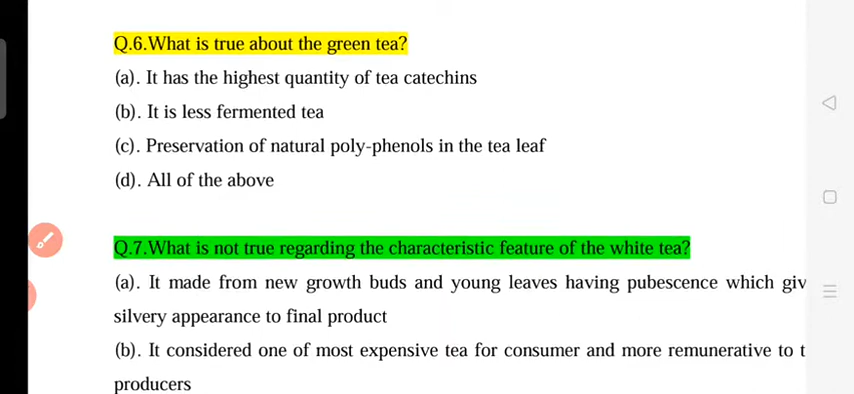 Q.6.What is true about the green tea?
(a). It has the highest quantity of tea catechins
(b). It is less fermented tea
(c). Preservation of natural poly-phenols in the tea leaf
(d). All of the above
Q.7.What is not true regarding the characteristic feature of the white tea?
(a). It made from new growth buds and young leaves having pubescence which giv
silvery appearance to final product
(b). It considered one of most expensive tea for consumer and more remunerative to t
producers